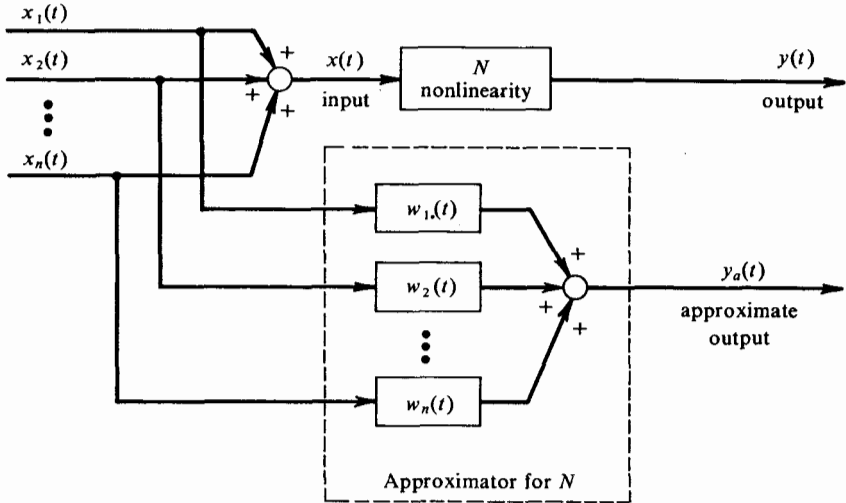 x₁(t)
x₂(t)
xₙ(t)
+
+
+
x(t)
input
N
nonlinearity
y(t)
output
w₁.(t)
w₂(t)
wₙ(t)
+
+
+
yₐ(t)
approximate
output
Approximator for N